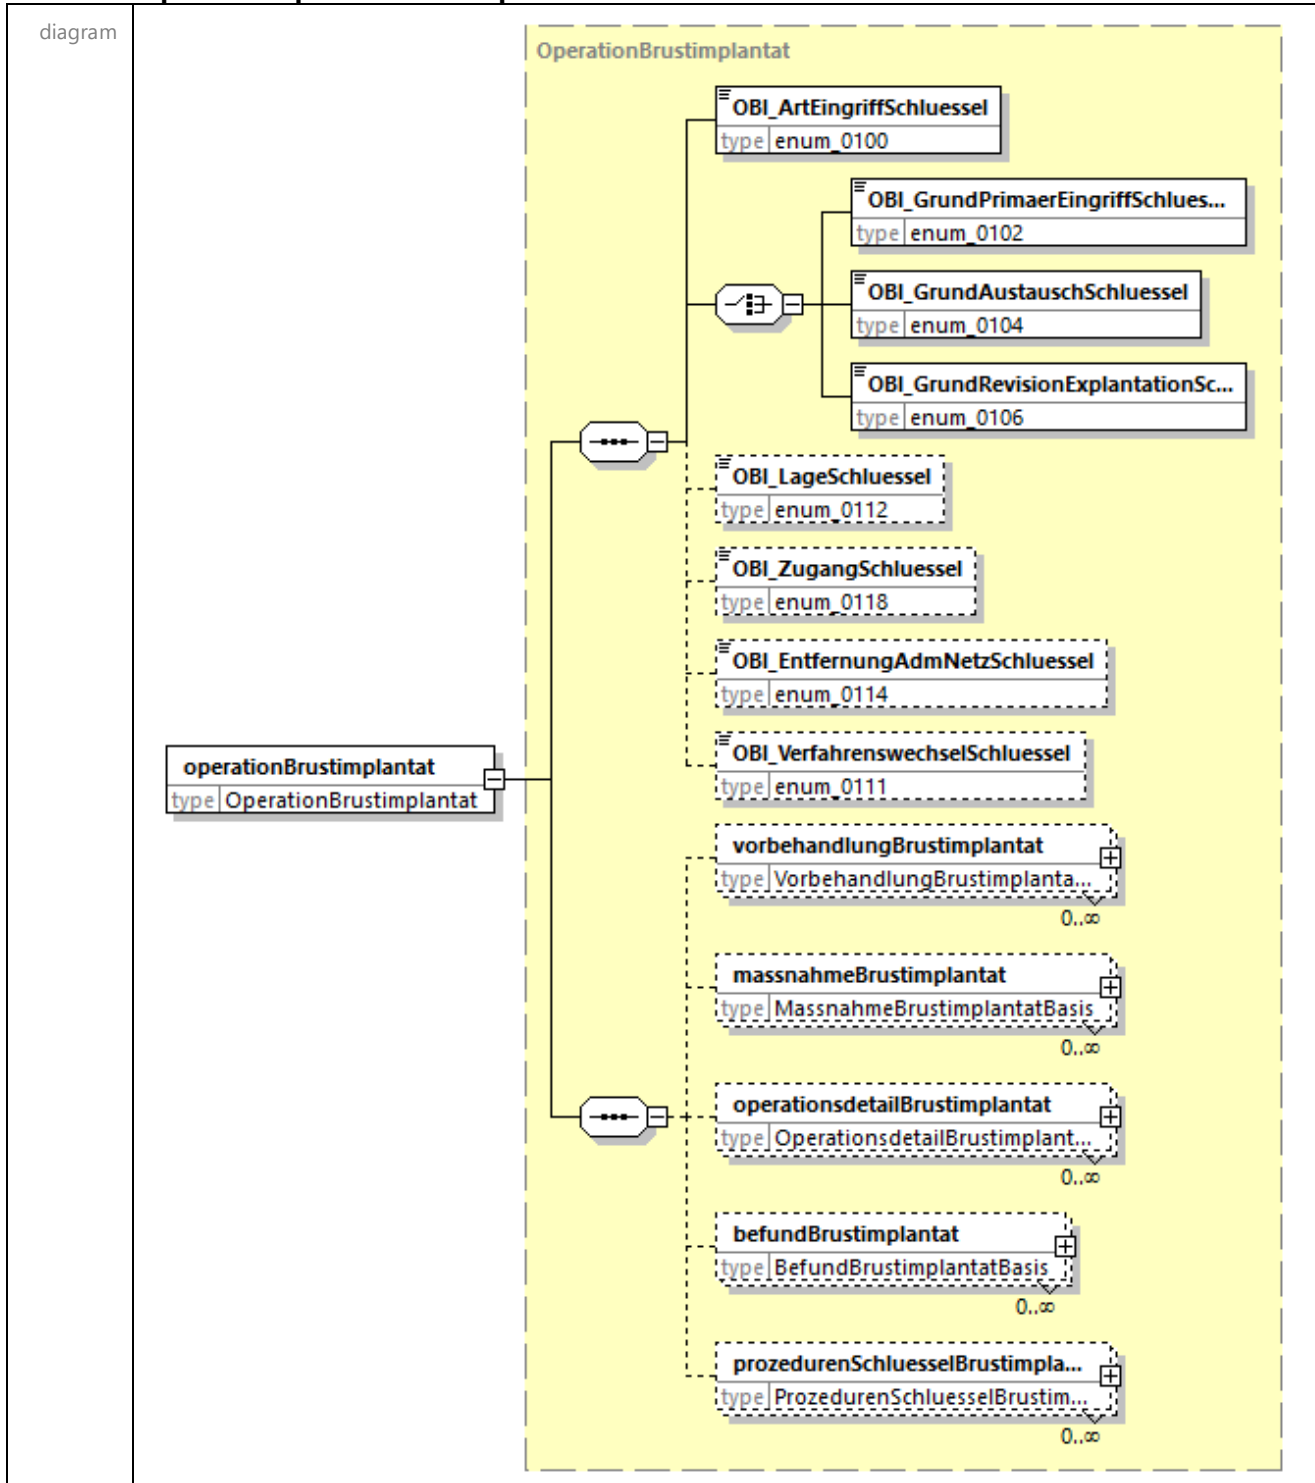 diagram
OperationBrustimplantat
OBI_ArtEingriffSchluessel
type enum_0100
OBI_GrundPrimaerEingriffSchlues...
type enum_0102
OBI_GrundAustauschSchluessel
type enum_0104
OBI_GrundRevisionExplantationSc...
type enum_0106
OBI_LageSchluessel
type enum_0112
OBI_ZugangSchluessel
type enum_0118
OBI_EntfernungAdmNetzSchluessel
type enum_0114
OBI_VerfahrenswechselSchluessel
type enum_0111
operationBrustimplantat
type OperationBrustimplantat
vorbehandlungBrustimplantat
type VorbehandlungBrustimplanta...
0..∞
massnahmeBrustimplantat
type MassnahmeBrustimplantatBasis
0..∞
operationsdetailBrustimplantat
type OperationsdetailBrustimplant...
0..∞
befundBrustimplantat
type BefundBrustimplantatBasis
0..∞
prozedurenSchluesselBrustimpla...
type ProzedurenSchluesselBrustim...
0..∞